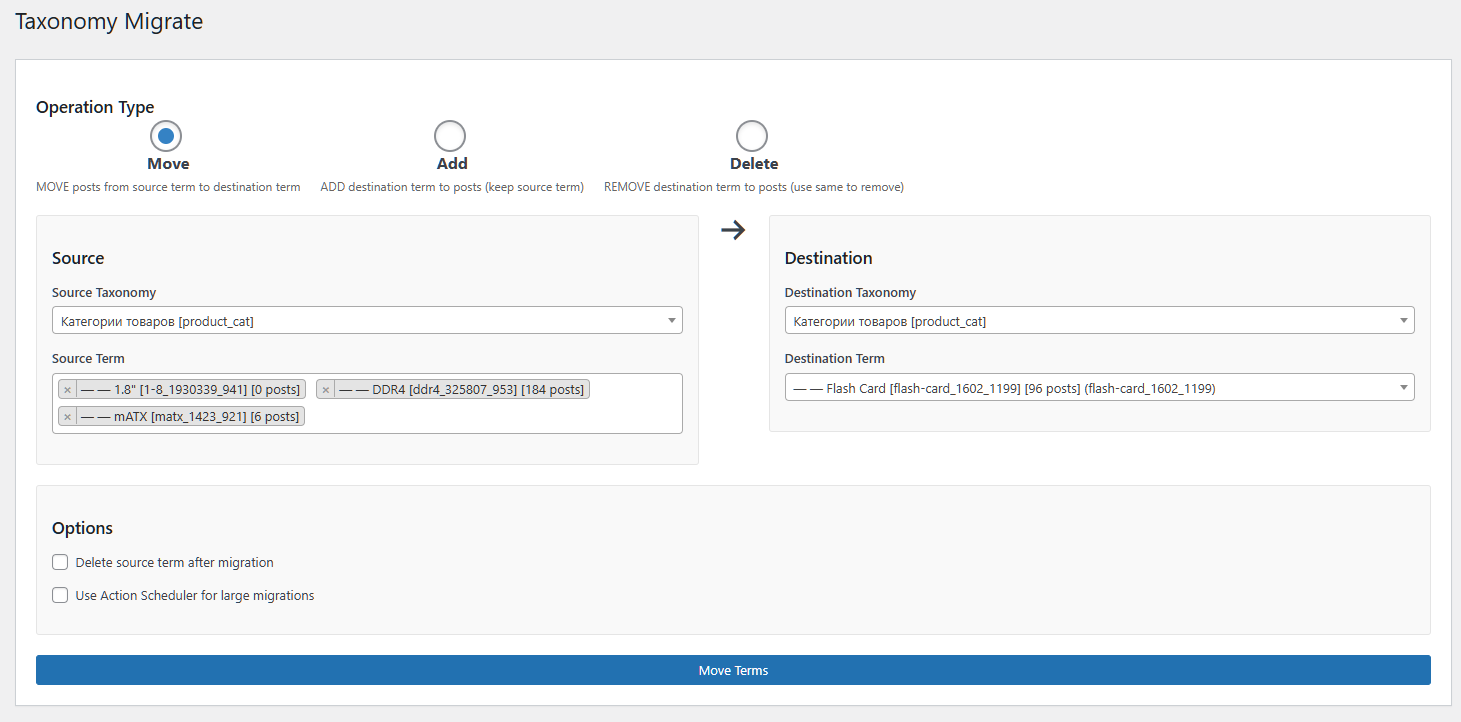 Taxonomy Migrate
Operation Type
Move
Add
Delete
MOVE posts from source term to destination term
ADD destination term to posts (keep source term)
REMOVE destination term to posts (use same to remove)
Source
Source Taxonomy
Категории товаров [product_cat]
Source Term
× — — 1.8" [1-8_1930339_941] [0 posts]
× — — DDR4 [ddr4_325807_953] [184 posts]
× — — mATX [matx_1423_921] [6 posts]
→
Destination
Destination Taxonomy
Категории товаров [product_cat]
Destination Term
— — Flash Card [flash-card_1602_1199] [96 posts] (flash-card_1602_1199)
Options
Delete source term after migration
Use Action Scheduler for large migrations
Move Terms